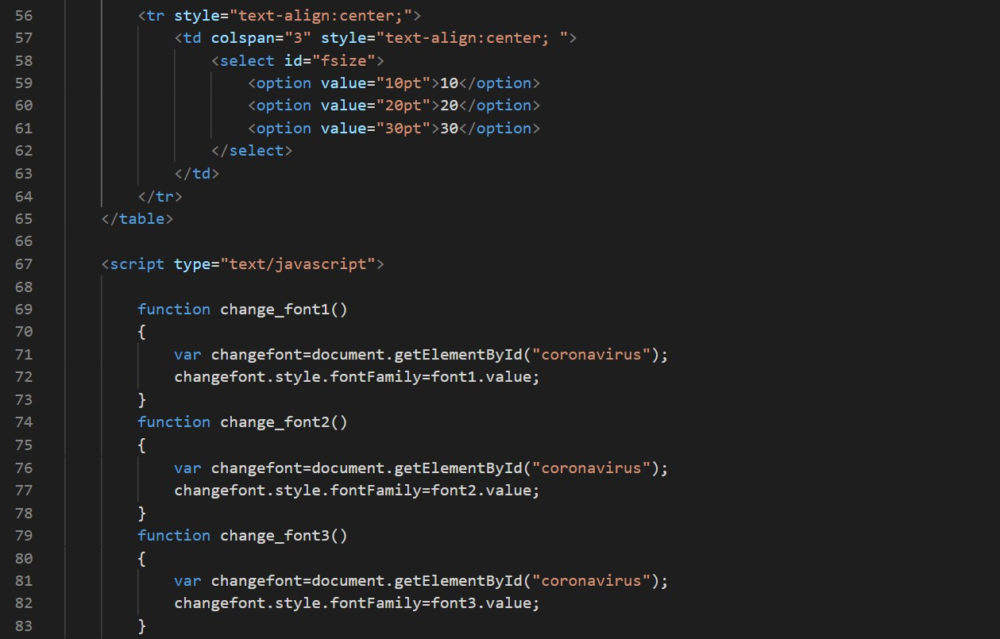 56 <tr style="text-align:center;">
57 <td colspan="3" style="text-align:center; ">
58 <select id="fsize">
59 <option value="10pt">10</option>
60 <option value="20pt">20</option>
61 <option value="30pt">30</option>
62 </select>
63 </td>
64 </tr>
65 </table>
66
67 <script type="text/javascript">
68
69 function change_font1()
70 {
71 var changefont=document.getElementById("coronavirus");
72 changefont.style.fontFamily=font1.value;
73 }
74 function change_font2()
75 {
76 var changefont=document.getElementById("coronavirus");
77 changefont.style.fontFamily=font2.value;
78 }
79 function change_font3()
80 {
81 var changefont=document.getElementById("coronavirus");
82 changefont.style.fontFamily=font3.value;
83 }